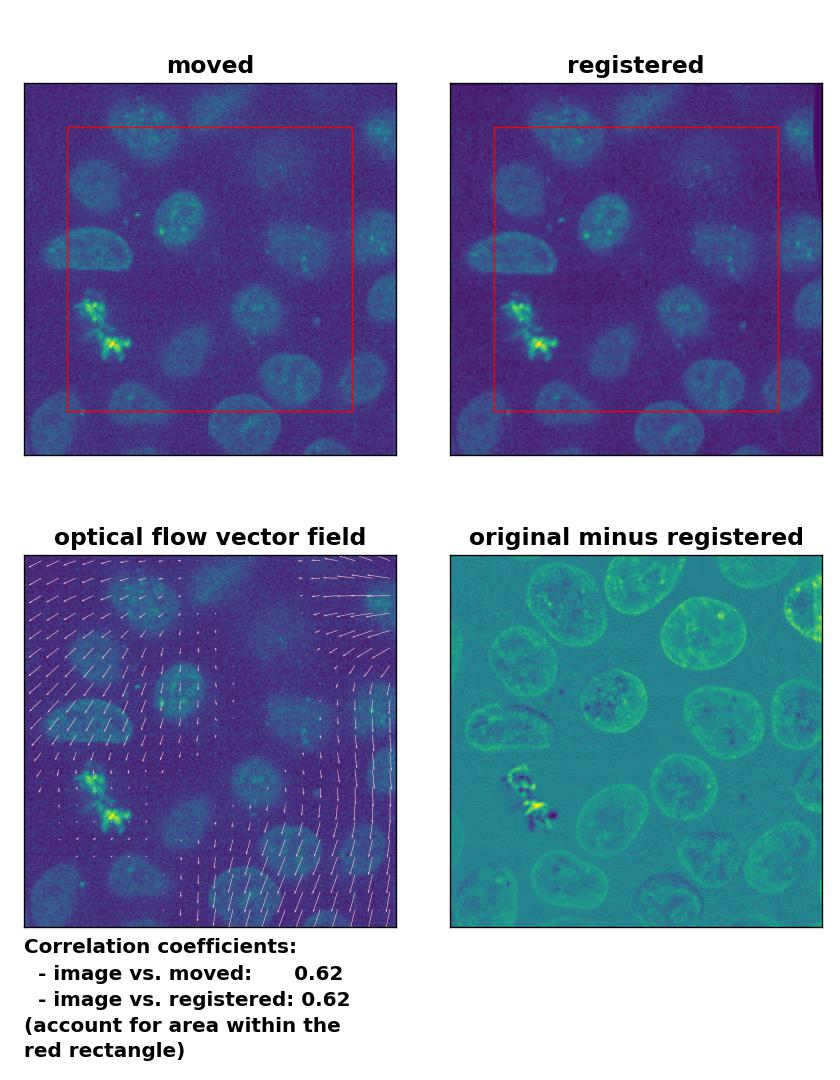 moved
registered
optical flow vector field
original minus registered
Correlation coefficients:
- image vs. moved: 0.62
- image vs. registered: 0.62
(account for area within the
red rectangle)